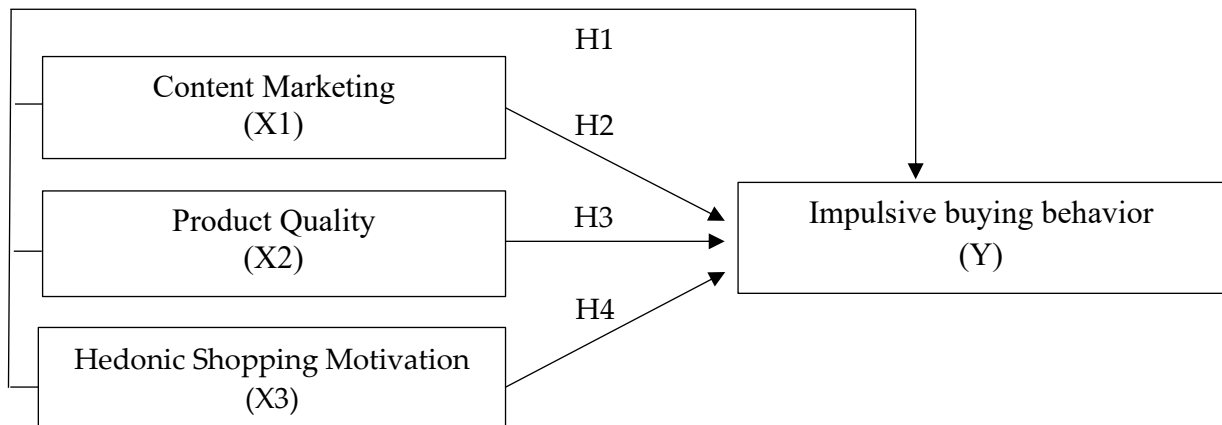 H1
Content Marketing
(X1)
H2
Product Quality
(X2)
H3
Impulsive buying behavior
(Y)
H4
Hedonic Shopping Motivation
(X3)